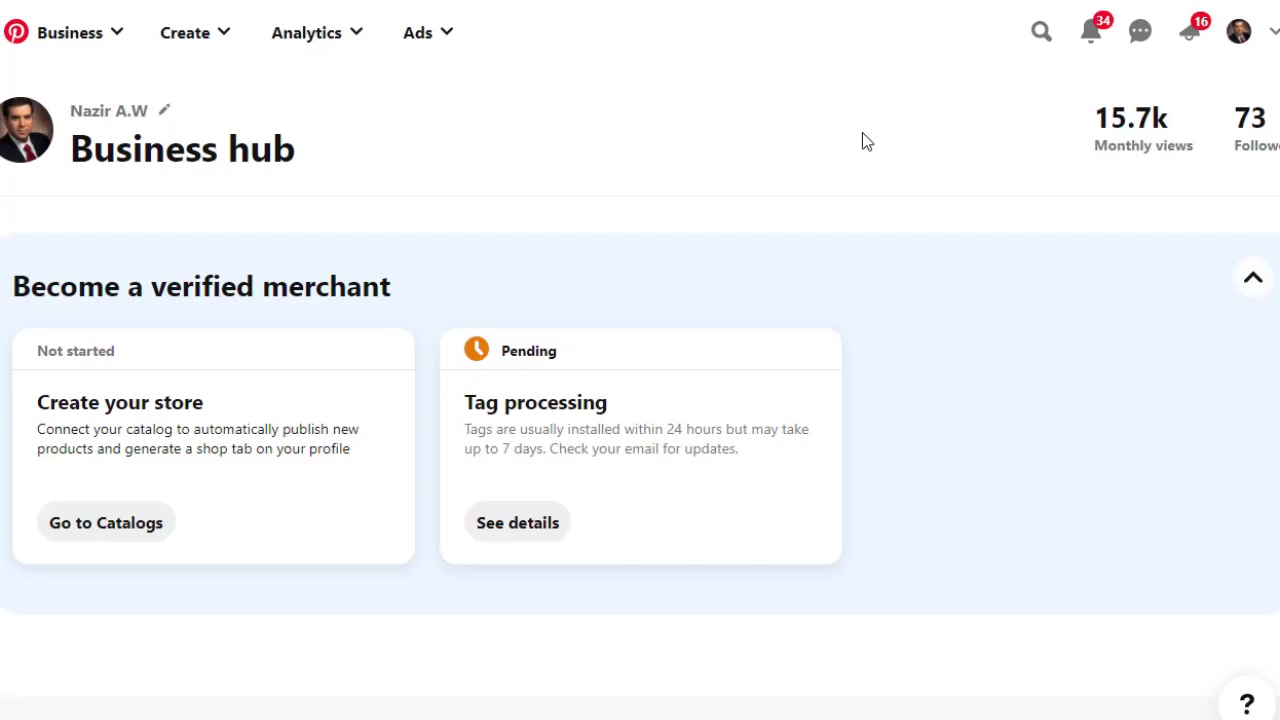 Business
Create
Analytics
Ads
34
16
Nazir A.W
Business hub
15.7k
Monthly views
73
Follow
Become a verified merchant
Not started
Create your store
Connect your catalog to automatically publish new
products and generate a shop tab on your profile
Go to Catalogs
Pending
Tag processing
Tags are usually installed within 24 hours but may take
up to 7 days. Check your email for updates.
See details
?